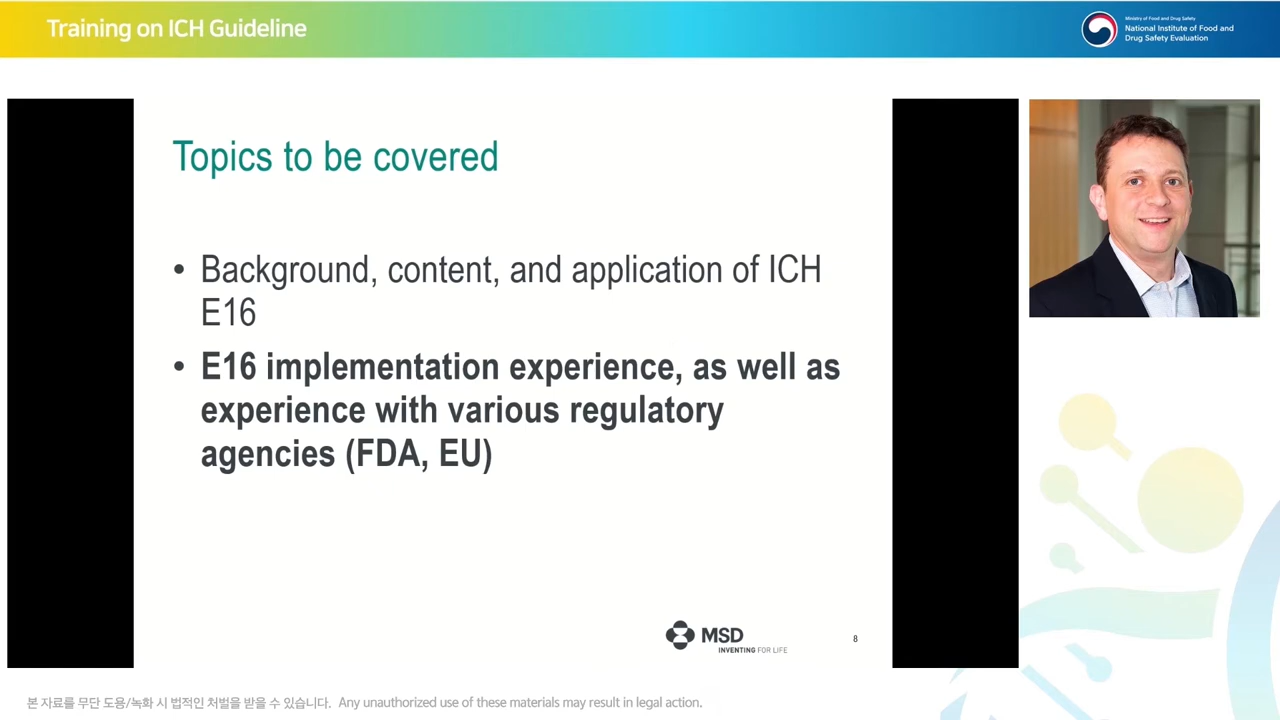 Training on ICH Guideline
Ministry of Food and Drug Safety
National Institute of Food and
Drug Safety Evaluation
Topics to be covered
• Background, content, and application of ICH
E16
• E16 implementation experience, as well as
experience with various regulatory
agencies (FDA, EU)
MSD
INVENTING FOR LIFE
8
본 자료를 무단 도용/녹화 시 법적인 처벌을 받을 수 있습니다. Any unauthorized use of these materials may result in legal action.